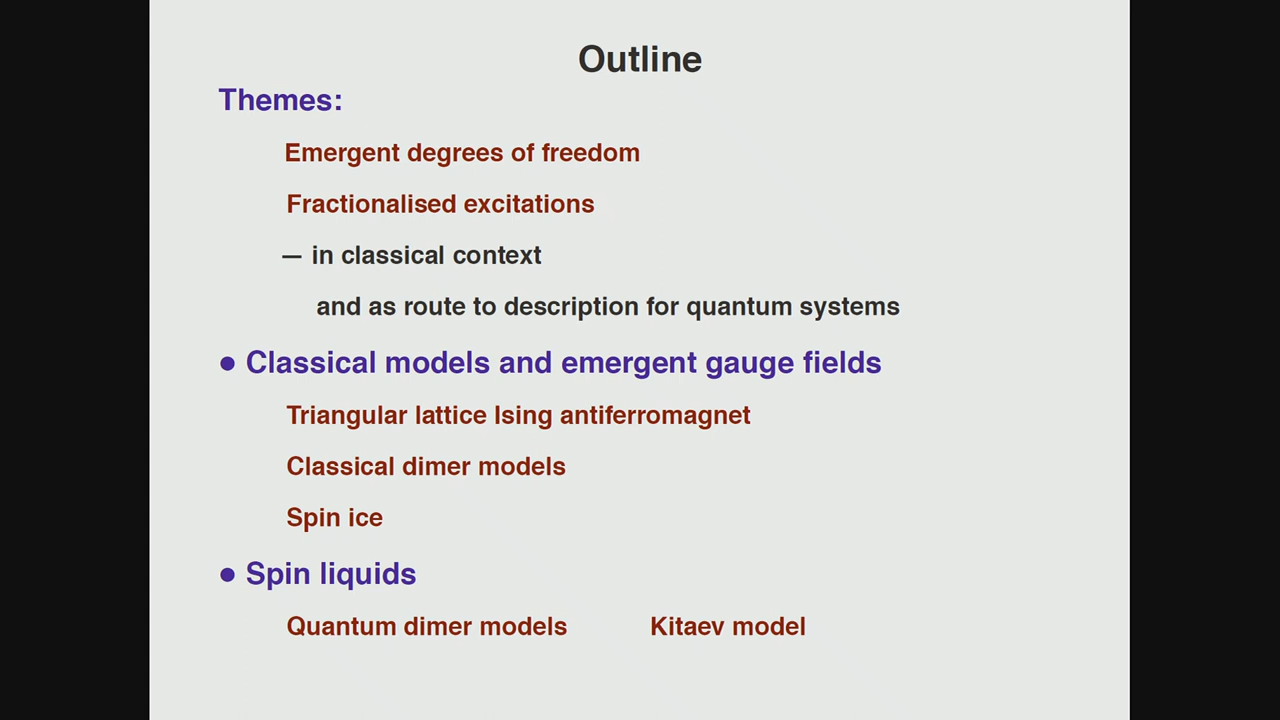 Outline
Themes:
Emergent degrees of freedom
Fractionalised excitations
— in classical context
and as route to description for quantum systems
● Classical models and emergent gauge fields
Triangular lattice Ising antiferromagnet
Classical dimer models
Spin ice
● Spin liquids
Quantum dimer models Kitaev model